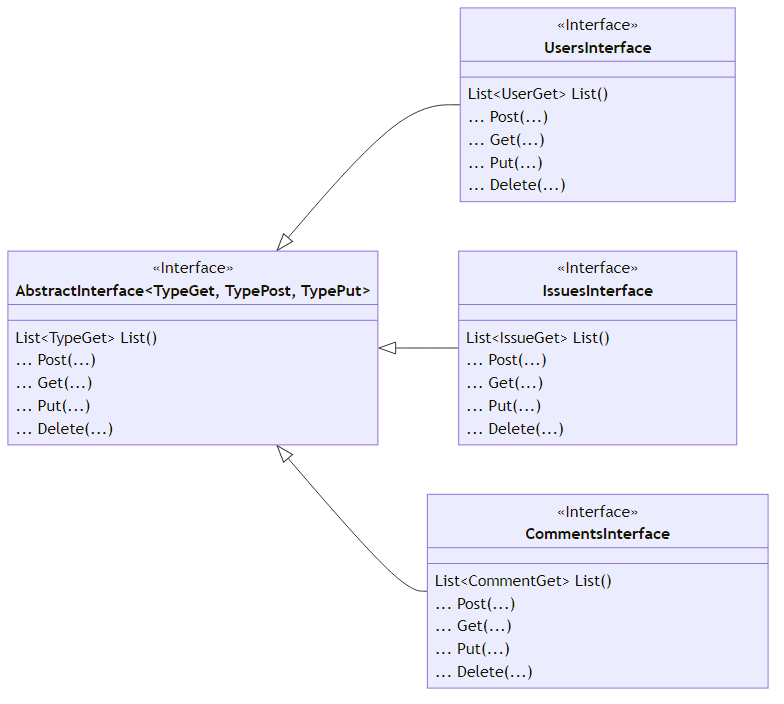 «Interface»
UsersInterface
List<UserGet> List()
... Post(...)
... Get(...)
... Put(...)
... Delete(...)
«Interface»
AbstractInterface<TypeGet, TypePost, TypePut>
List<TypeGet> List()
... Post(...)
... Get(...)
... Put(...)
... Delete(...)
«Interface»
IssuesInterface
List<IssueGet> List()
... Post(...)
... Get(...)
... Put(...)
... Delete(...)
«Interface»
CommentsInterface
List<CommentGet> List()
... Post(...)
... Get(...)
... Put(...)
... Delete(...)